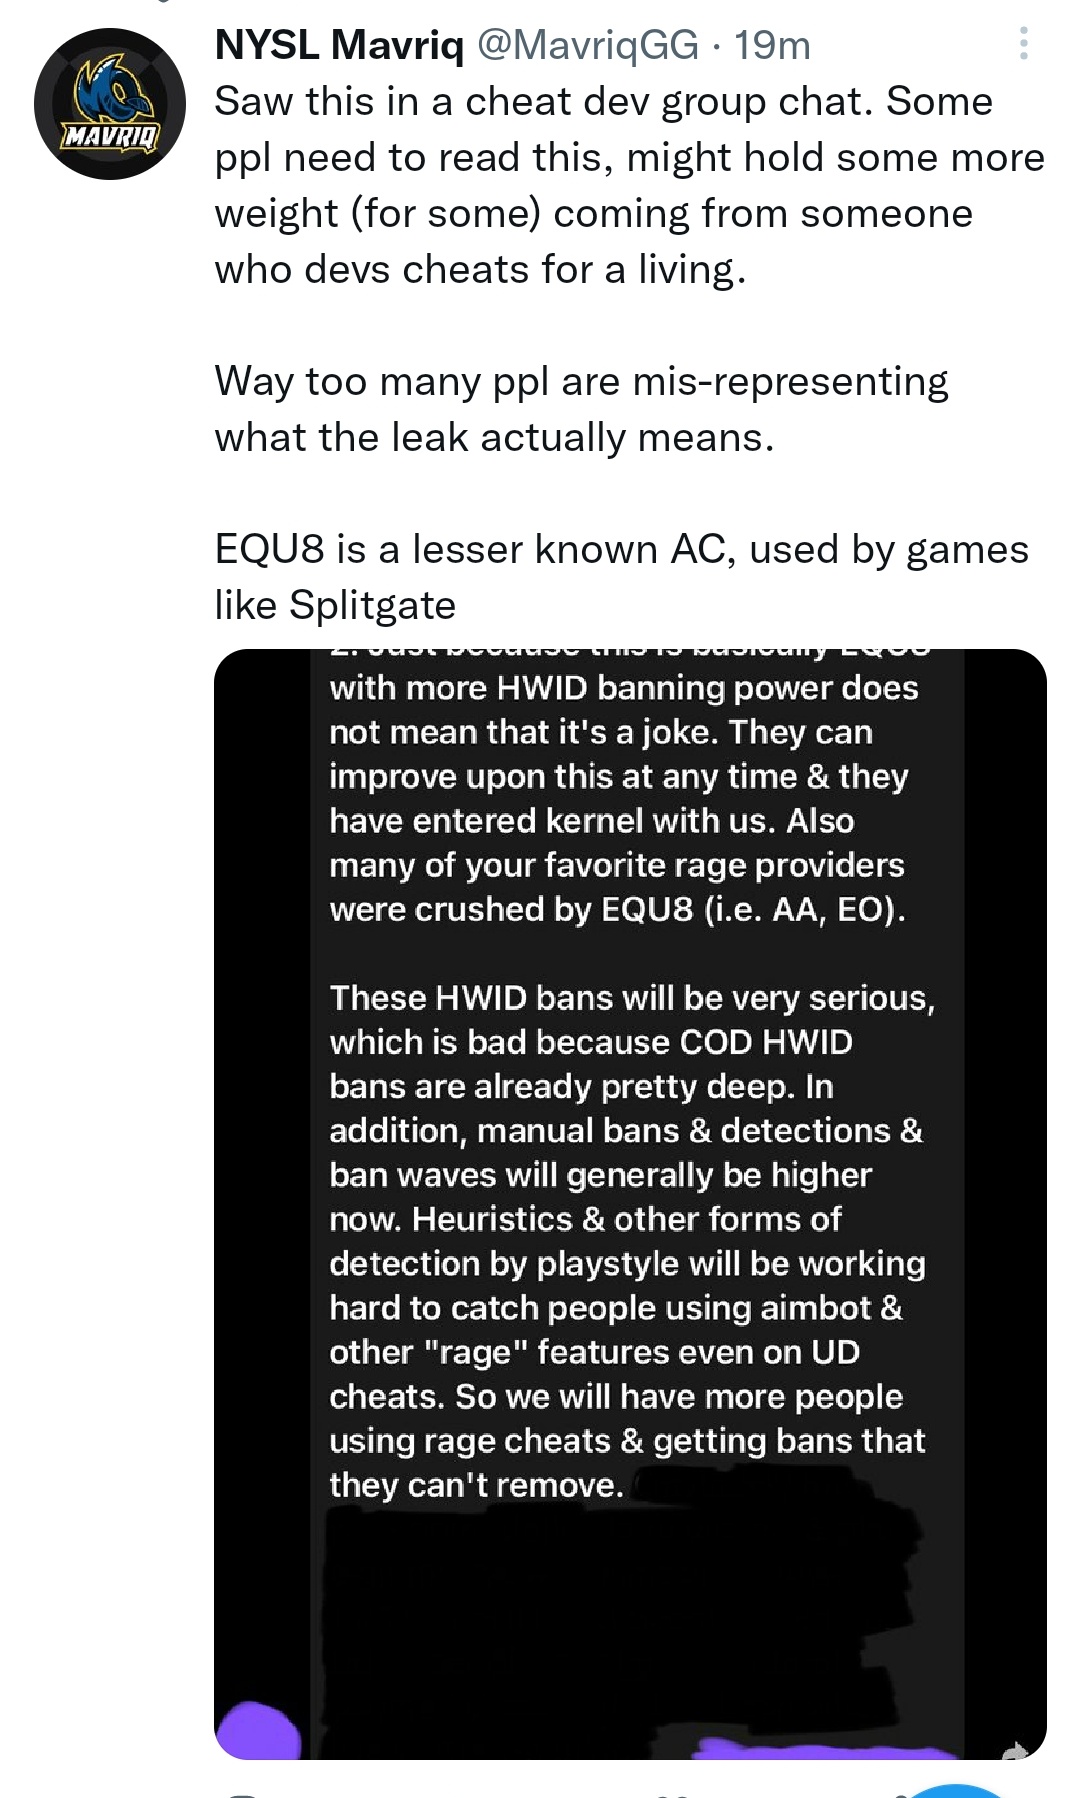 NYSL Mavriq @MavriqGG · 19m
MAVRIQ
Saw this in a cheat dev group chat. Some
ppl need to read this, might hold some more
weight (for some) coming from someone
who devs cheats for a living.
Way too many ppl are mis-representing
what the leak actually means.
EQU8 is a lesser known AC, used by games
like Splitgate
2. Just because this is basically EQU8
with more HWID banning power does
not mean that it's a joke. They can
improve upon this at any time & they
have entered kernel with us. Also
many of your favorite rage providers
were crushed by EQU8 (i.e. AA, EO).
These HWID bans will be very serious,
which is bad because COD HWID
bans are already pretty deep. In
addition, manual bans & detections &
ban waves will generally be higher
now. Heuristics & other forms of
detection by playstyle will be working
hard to catch people using aimbot &
other "rage" features even on UD
cheats. So we will have more people
using rage cheats & getting bans that
they can't remove.